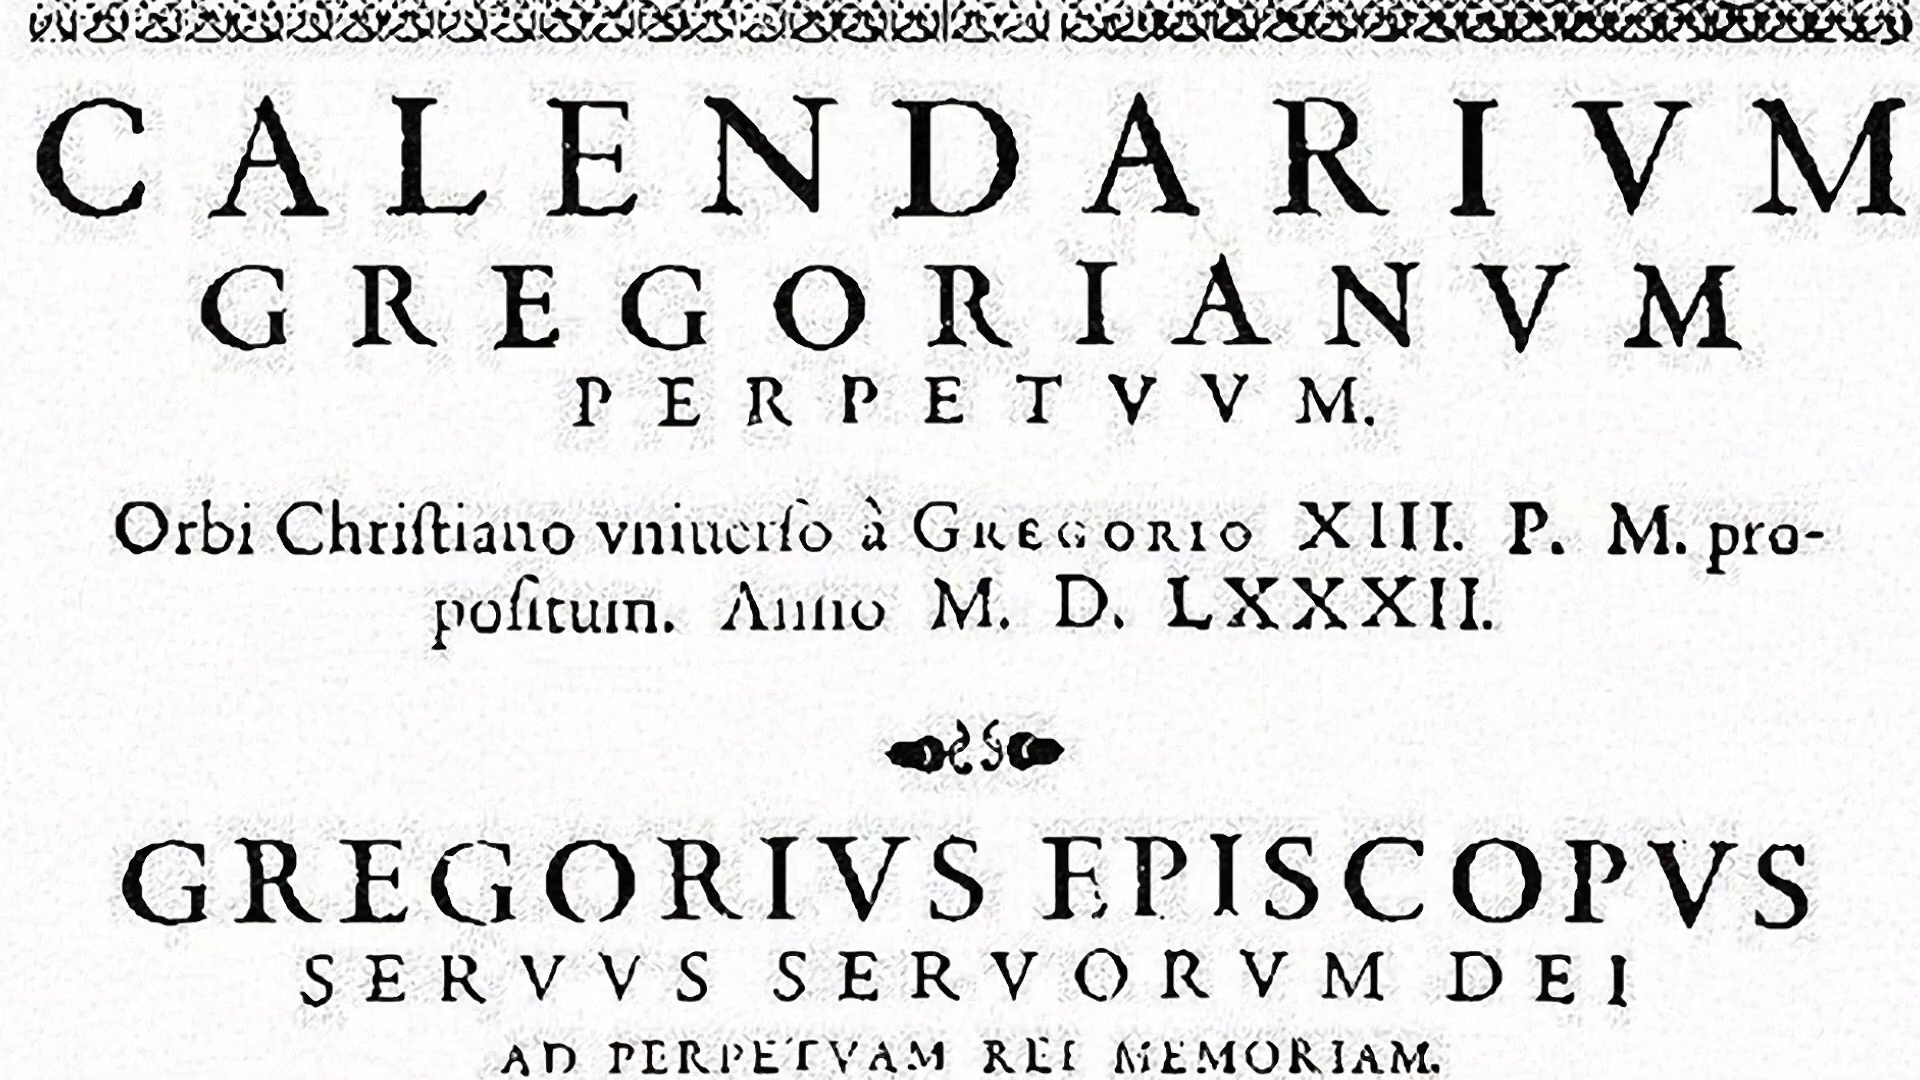 CALENDARIVM
GREGORIANVM
PERPETVVM.
Orbi Chriſtiano vniuerſo à GREGORIO XIII. P. M. pro-
poſitum. Anno M. D. LXXXII.
GREGORIVS EPISCOPVS
SERVVS SERVORVM DEI
AD PERPETVAM REI MEMORIAM.